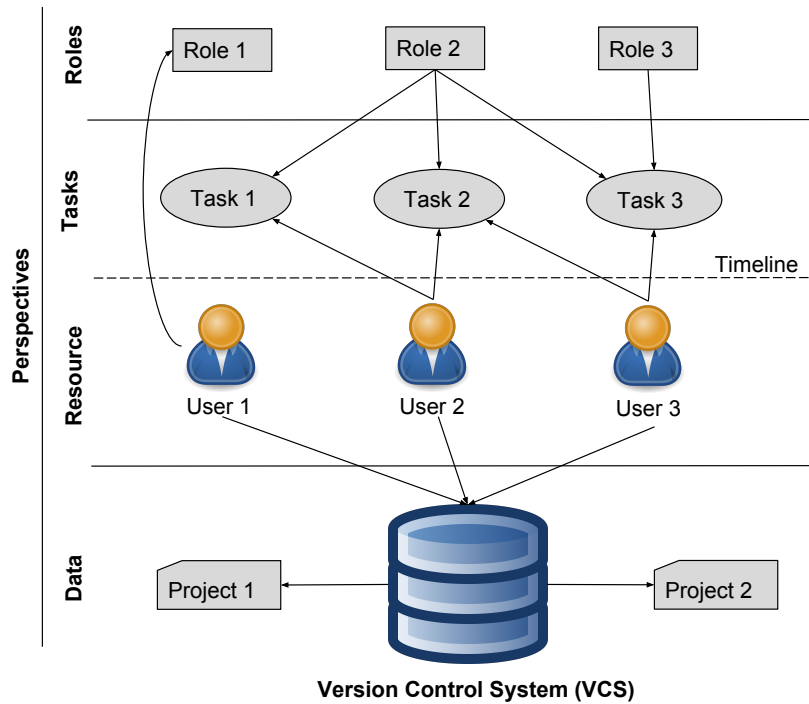 Perspectives
Roles
Role 1
Role 2
Role 3
Tasks
Task 1
Task 2
Task 3
Timeline
Resource
User 1
User 2
User 3
Data
Project 1
Project 2
Version Control System (VCS)